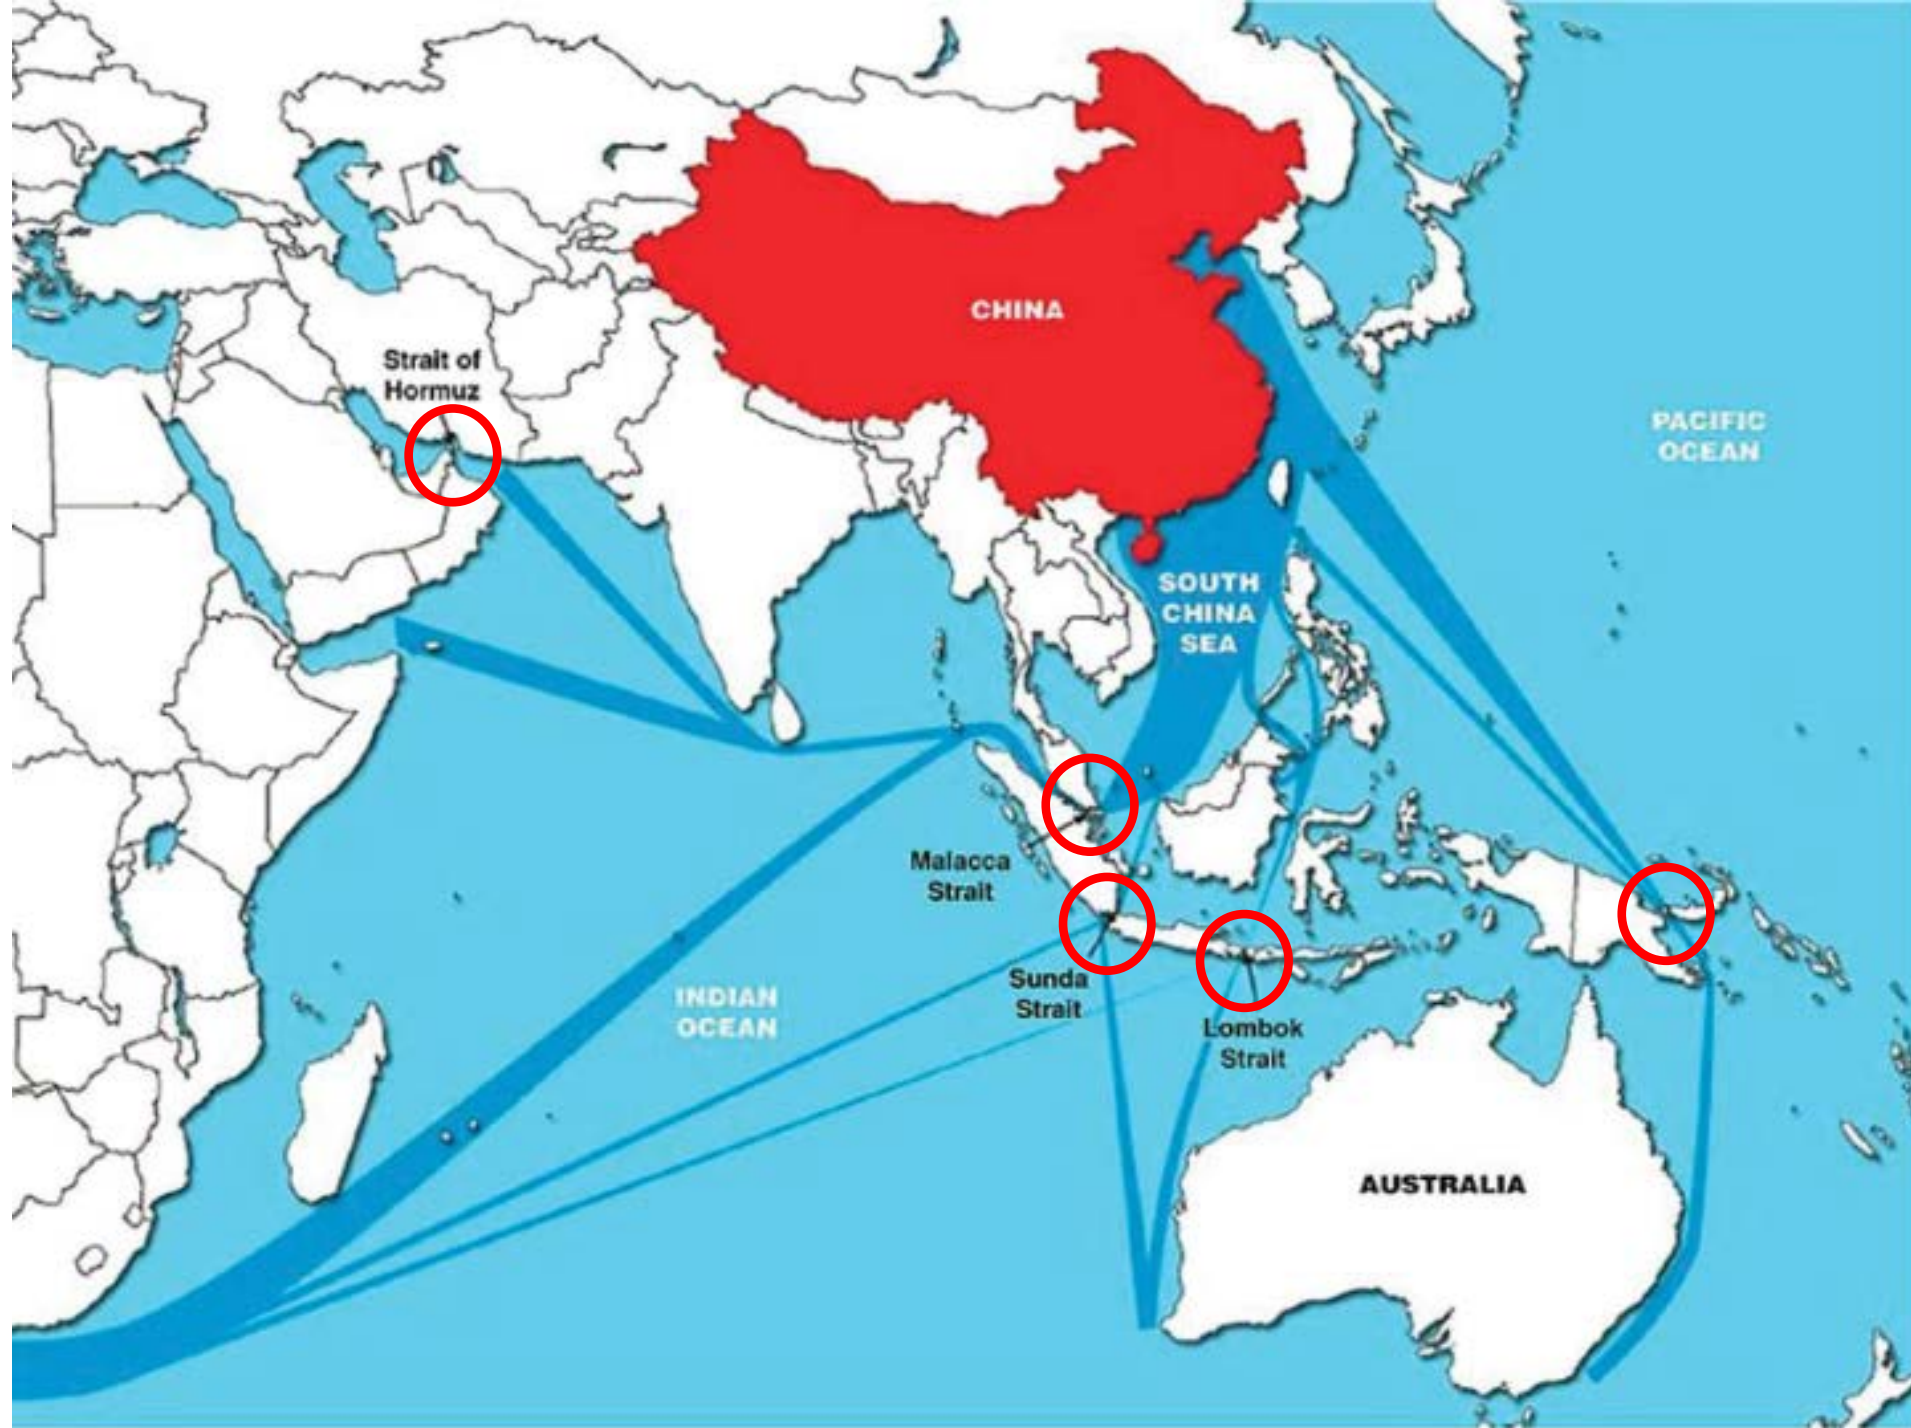 CHINA
Strait of
Hormuz
PACIFIC
OCEAN
SOUTH
CHINA
SEA
Malacca
Strait
Sunda
Strait
INDIAN
OCEAN
Lombok
Strait
AUSTRALIA